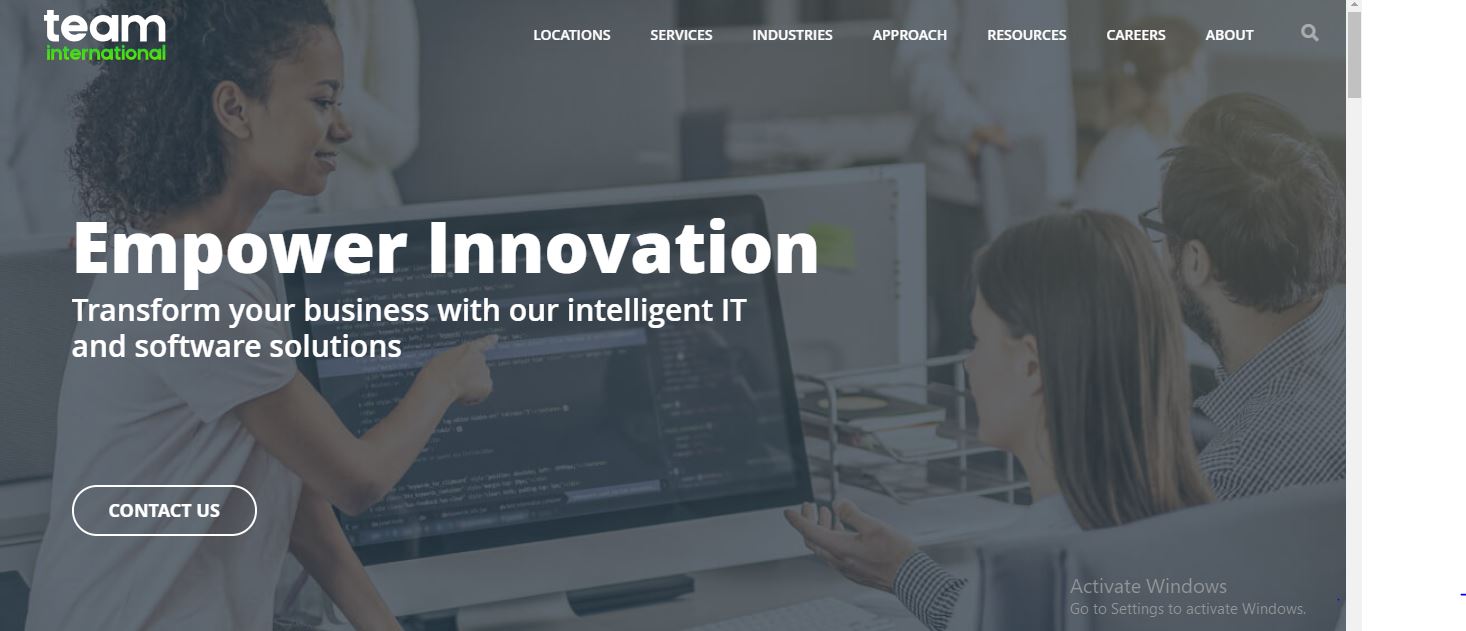 team
international
LOCATIONS SERVICES INDUSTRIES APPROACH RESOURCES CAREERS ABOUT
Empower Innovation
Transform your business with our intelligent IT
and software solutions
CONTACT US
Activate Windows
Go to Settings to activate Windows.